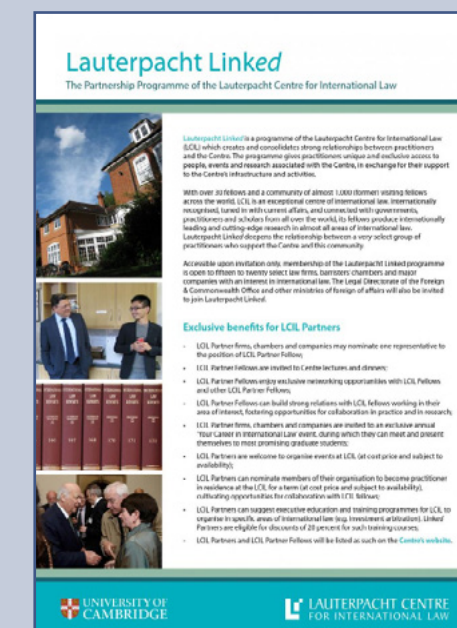 Lauterpacht Linked
The Partnership Programme of the Lauterpacht Centre for International Law
Lauterpacht Linked is a programme of the Lauterpacht Centre for International Law
(LCIL) which creates and consolidates strong relationships between practitioners
and the Centre. The programme gives practitioners unique and exclusive access to
people, events and research associated with the Centre, in exchange for their support
to the Centre's infrastructure and activities.
With over 30 fellows and a community of almost 1,000 (former) visiting fellows
across the world, LCIL is an exceptional centre of international law. Internationally
recognised, tuned in with current affairs, and connected with governments,
practitioners and scholars from all over the world, its fellows produce internationally
leading and cutting-edge research in almost all areas of international law.
Lauterpacht Linked deepens the relationship between a very select group of
practitioners who support the Centre and this community.
Accessible upon invitation only, membership of the Lauterpacht Linked programme
is open to fifteen to twenty select law firms, barristers' chambers and major
companies with an interest in international law. The Legal Directorate of the Foreign
& Commonwealth Office and other ministries of foreign affairs will also be invited
to join Lauterpacht Linked.
Exclusive benefits for LCIL Partners
- LCIL Partner firms, chambers and companies may nominate one representative to
the position of LCIL Partner Fellow;
• LCIL Partner Fellows are invited to Centre lectures and dinners;
• LCIL Partner Fellows enjoy exclusive networking opportunities with LCIL Fellows
and other LCIL Partner Fellows;
- LCIL Partner Fellows can build strong relations with LCIL fellows working in their
area of interest, fostering opportunities for collaboration in practice and in research;
• LCIL Partner firms, chambers and companies are invited to an exclusive annual
'Your Career in International Law' event, during which they can meet and present
themselves to most promising graduate students;
• LCIL Partners are welcome to organise events at LCIL (at cost price and subject to
availability);
• LCIL Partners can nominate members of their organisation to become practitioner
in residence at the LCIL for a term (at cost price and subject to availability),
cultivating opportunities for collaboration with LCIL fellows;
• LCIL Partners can suggest executive education and training programmes for LCIL to
organise in specific areas of international law (e.g. investment arbitration). Linked
Partners are eligible for discounts of 20 percent for such training courses;
- LCIL Partners and LCIL Partner Fellows will be listed as such on the Centre's website.
UNIVERSITY OF
CAMBRIDGE
LAUTERPACHT CENTRE
FOR INTERNATIONAL LAW